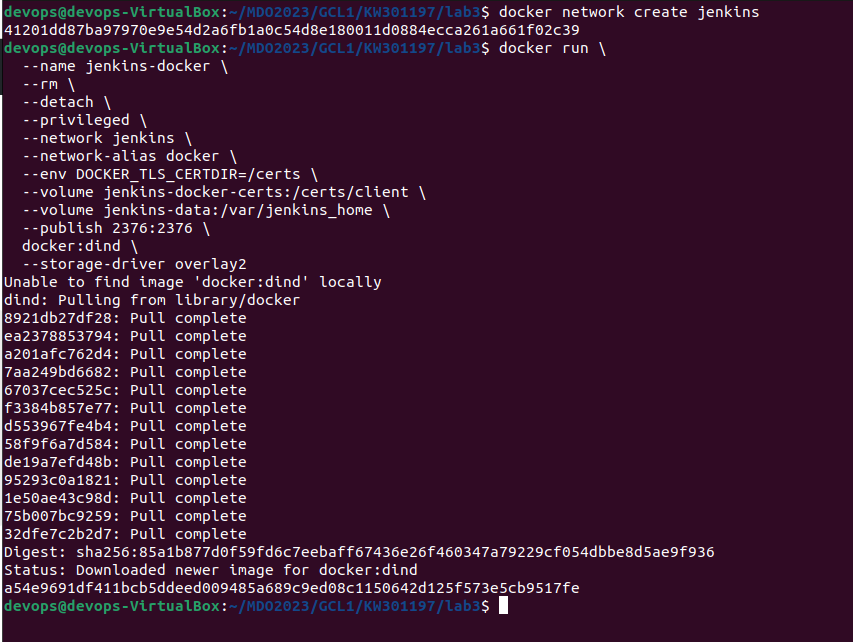 devops@devops-VirtualBox:~/MDO2023/GCL1/KW301197/lab3$ docker network create jenkins
41201dd87ba97970e9e54d2a6fb1a0c54d8e180011d0884ecca261a661f02c39
devops@devops-VirtualBox:~/MDO2023/GCL1/KW301197/lab3$ docker run \
  --name jenkins-docker \
  --rm \
  --detach \
  --privileged \
  --network jenkins \
  --network-alias docker \
  --env DOCKER_TLS_CERTDIR=/certs \
  --volume jenkins-docker-certs:/certs/client \
  --volume jenkins-data:/var/jenkins_home \
  --publish 2376:2376 \
  docker:dind \
  --storage-driver overlay2
Unable to find image 'docker:dind' locally
dind: Pulling from library/docker
8921db27df28: Pull complete
ea2378853794: Pull complete
a201afc762d4: Pull complete
7aa249bd6682: Pull complete
67037cec525c: Pull complete
f3384b857e77: Pull complete
d553967fe4b4: Pull complete
58f9f6a7d584: Pull complete
de19a7efd48b: Pull complete
95293c0a1821: Pull complete
1e50ae43c98d: Pull complete
75b007bc9259: Pull complete
32dfe7c2b2d7: Pull complete
Digest: sha256:85a1b877d0f59fd6c7eebaff67436e26f460347a79229cf054dbbe8d5ae9f936
Status: Downloaded newer image for docker:dind
a54e9691df411bcb5ddeed009485a689c9ed08c1150642d125f573e5cb9517fe
devops@devops-VirtualBox:~/MDO2023/GCL1/KW301197/lab3$